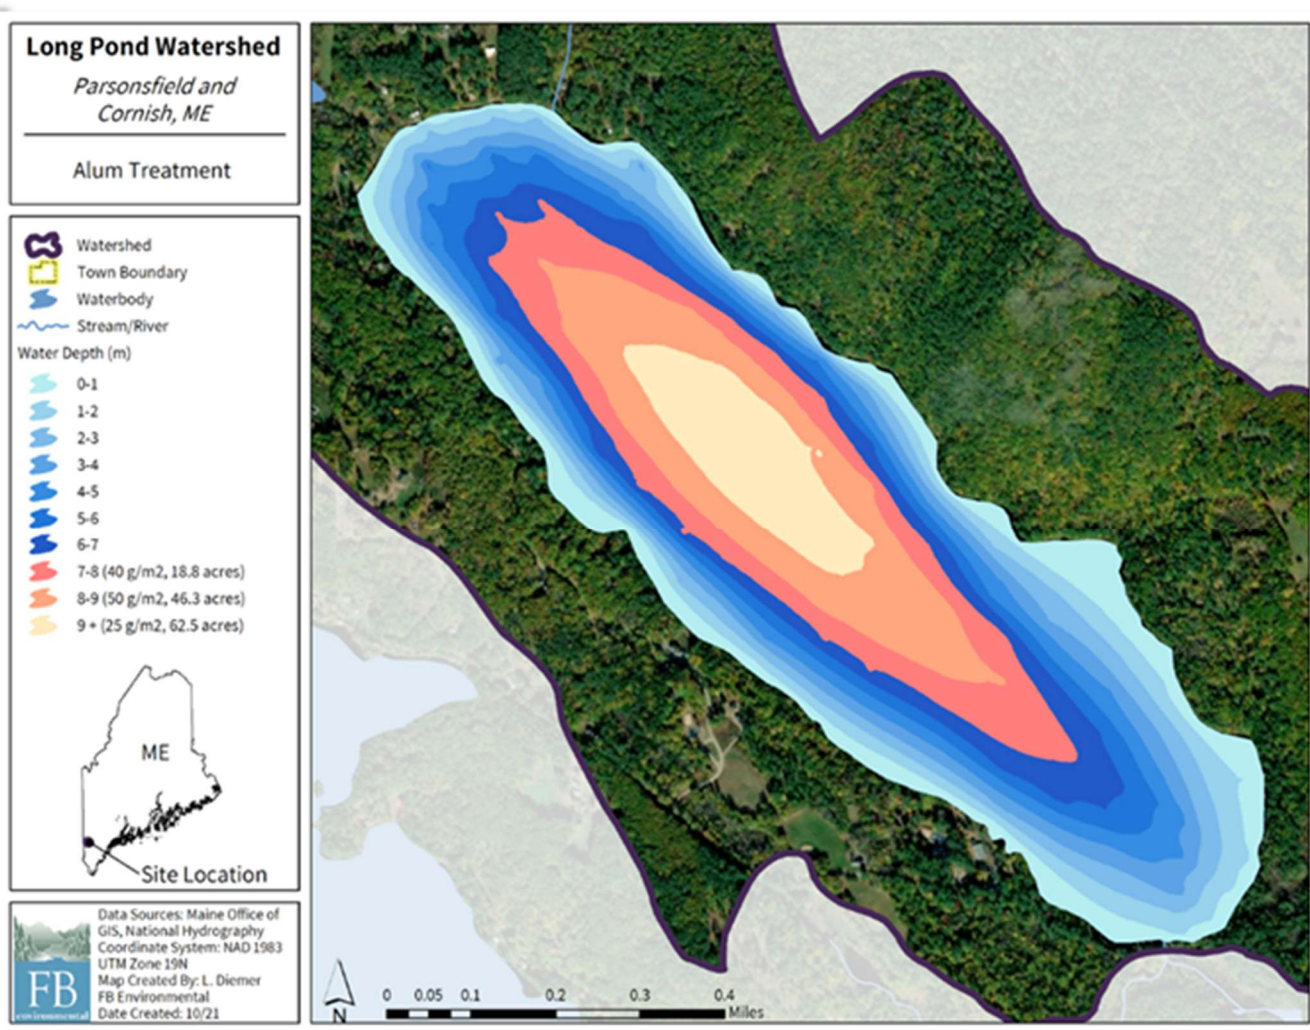 Long Pond Watershed
Parsonsfield and
Cornish, ME
Alum Treatment
Watershed
Town Boundary
Waterbody
Stream/River
Water Depth (m)
0-1
1-2
2-3
3-4
4-5
5-6
6-7
7-8 (40 g/m2, 18.8 acres)
8-9 (50 g/m2, 46.3 acres)
9 + (25 g/m2, 62.5 acres)
ME
Site Location
Data Sources: Maine Office of
GIS, National Hydrography
Coordinate System: NAD 1983
UTM Zone 19N
Map Created By: L. Diemer
FB Environmental
Date Created: 10/21
FB
environmental
N
0 0.05 0.1 0.2 0.3 0.4
Miles